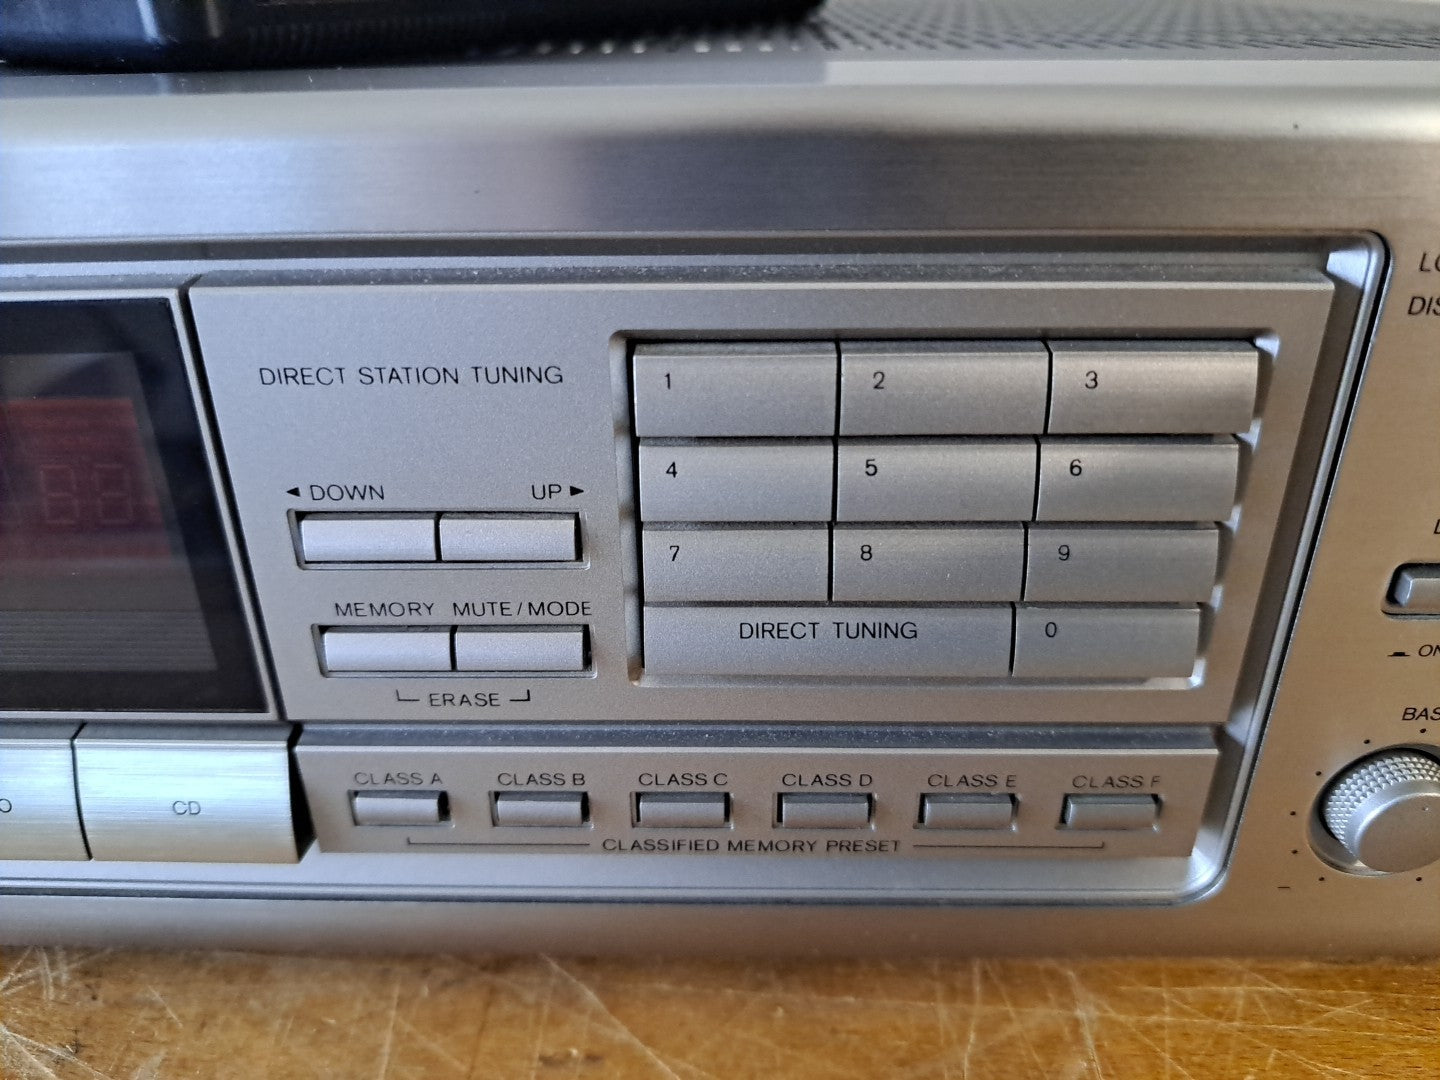 DIRECT STATION TUNING
1 2 3
4 5 6
7 8 9
DIRECT TUNING 0
◄ DOWN UP ►
MEMORY MUTE/MODE
ERASE
CD
CLASS A CLASS B CLASS C CLASS D CLASS E CLASS F
CLASSIFIED MEMORY PRESET